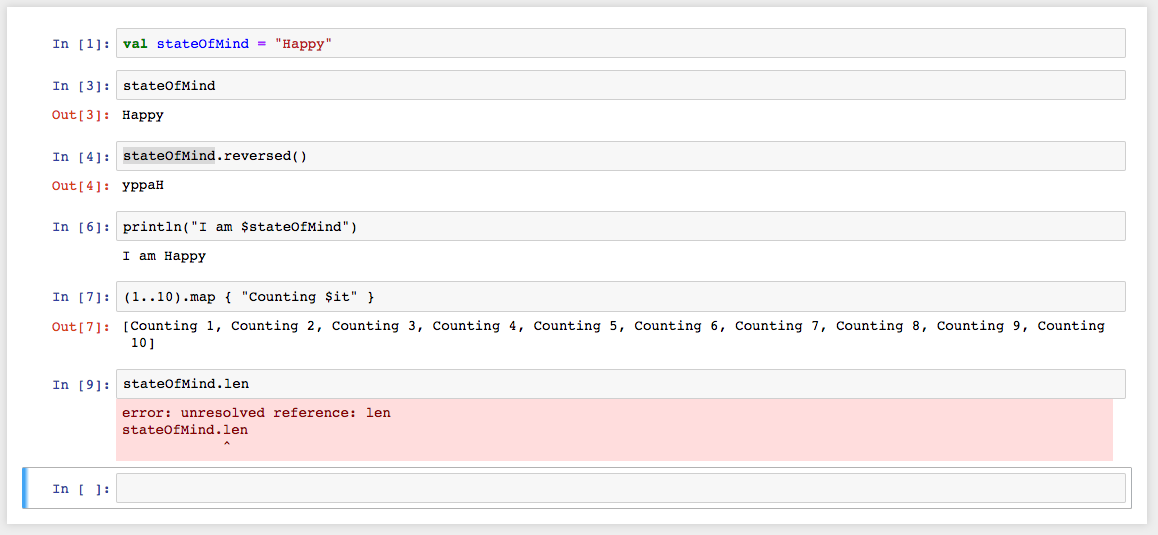 In [1]: val stateOfMind = "Happy"
In [3]: stateOfMind
Out[3]: Happy
In [4]: stateOfMind.reversed()
Out[4]: yppaH
In [6]: println("I am $stateOfMind")
I am Happy
In [7]: (1..10).map { "Counting $it" }
Out[7]: [Counting 1, Counting 2, Counting 3, Counting 4, Counting 5, Counting 6, Counting 7, Counting 8, Counting 9, Counting
10]
In [9]: stateOfMind.len
error: unresolved reference: len
stateOfMind.len
^
In [ ]: